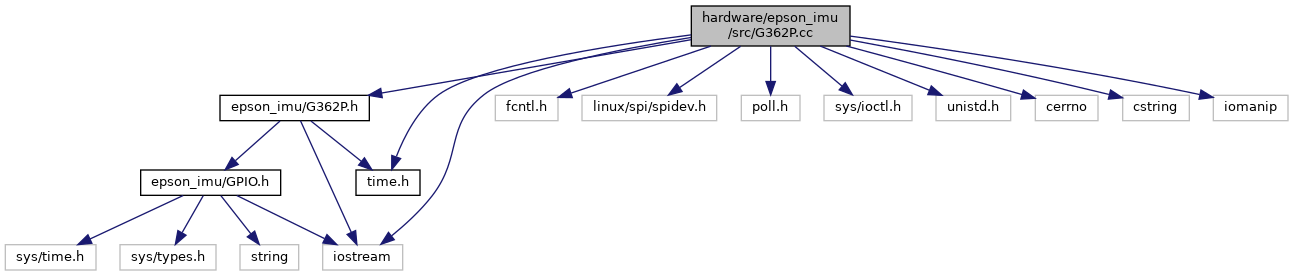 hardware/epson_imu
/src/G362P.cc
epson_imu/G362P.h
fcntl.h
linux/spi/spidev.h
poll.h
sys/ioctl.h
unistd.h
cerrno
cstring
iomanip
epson_imu/GPIO.h
time.h
sys/time.h
sys/types.h
string
iostream